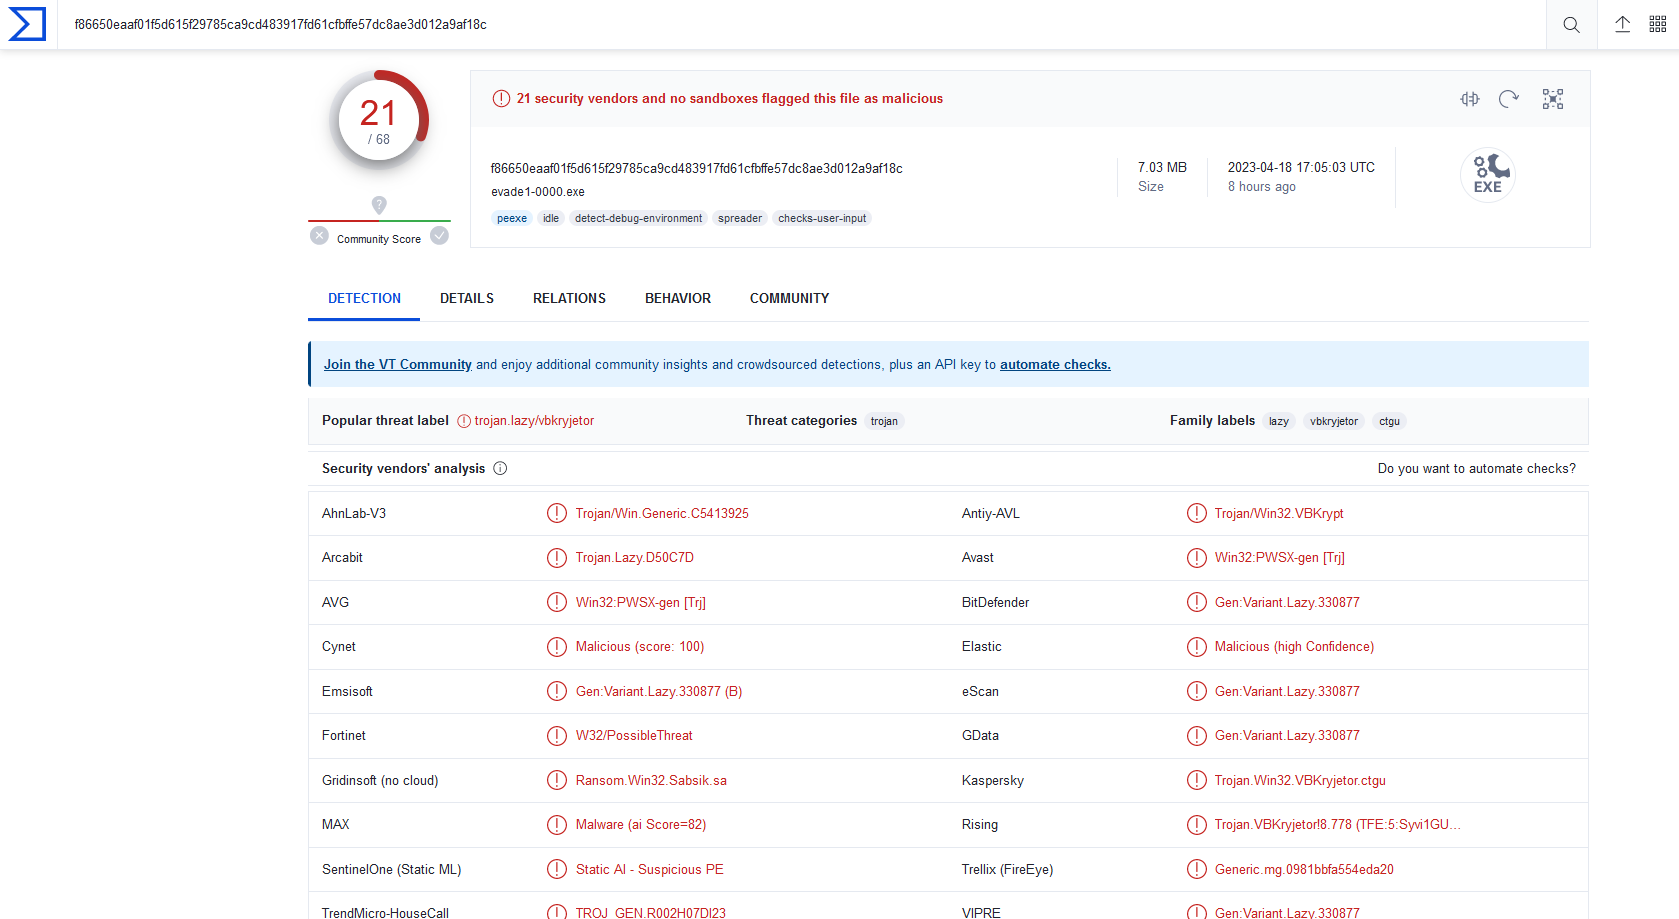 f86650eaaf01f5d615f29785ca9cd483917fd61cfbffe57dc8ae3d012a9af18c
21
/ 68
21 security vendors and no sandboxes flagged this file as malicious
f86650eaaf01f5d615f29785ca9cd483917fd61cfbffe57dc8ae3d012a9af18c
evade1-0000.exe
peexe idle detect-debug-environment spreader checks-user-input
7.03 MB
Size
2023-04-18 17:05:03 UTC
8 hours ago
EXE
?
Community Score
DETECTION DETAILS RELATIONS BEHAVIOR COMMUNITY
Join the VT Community and enjoy additional community insights and crowdsourced detections, plus an API key to automate checks.
Popular threat label trojan.lazy/vbkryjetor Threat categories trojan Family labels lazy vbkryjetor ctgu
Security vendors' analysis Do you want to automate checks?
AhnLab-V3 Trojan/Win.Generic.C5413925 Antiy-AVL Trojan/Win32.VBKrypt
Arcabit Trojan.Lazy.D50C7D Avast Win32:PWSX-gen [Trj]
AVG Win32:PWSX-gen [Trj] BitDefender Gen:Variant.Lazy.330877
Cynet Malicious (score: 100) Elastic Malicious (high Confidence)
Emsisoft Gen:Variant.Lazy.330877 (B) eScan Gen:Variant.Lazy.330877
Fortinet W32/PossibleThreat GData Gen:Variant.Lazy.330877
Gridinsoft (no cloud) Ransom.Win32.Sabsik.sa Kaspersky Trojan.Win32.VBKryjetor.ctgu
MAX Malware (ai Score=82) Rising Trojan.VBKryjetor!8.778 (TFE:5:Syvi1GU...
SentinelOne (Static ML) Static AI - Suspicious PE Trellix (FireEye) Generic.mg.0981bbfa554eda20
TrendMicro-HouseCall TROJ_GEN.R002H07DI23 VIPRE Gen:Variant.Lazy.330877